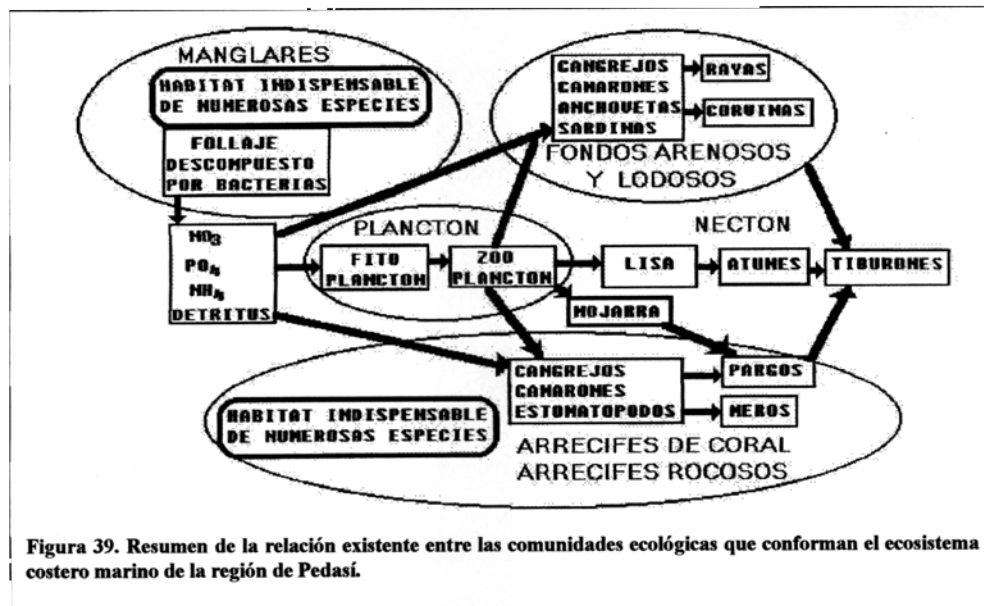 MANGLARES
HABITAT INDISPENSABLE
DE NUMEROSAS ESPECIES
FOLLAJE
DESCOMPUESTO
POR BACTERIAS
NO3
PO4
NH4
DETRITUS
PLANCTON
FITO
PLANCTON
ZOO
PLANCTON
CANGREJOS
CAMARONES
ANCHOVETAS
SARDINAS
RAYAS
CORVINAS
FONDOS ARENOSOS
Y LODOSOS
NECTON
LISA
ATUNES
TIBURONES
MOJARRA
CANGREJOS
CAMARONES
ESTOMATOPODOS
PARGOS
MEROS
HABITAT INDISPENSABLE
DE NUMEROSAS ESPECIES
ARRECIFES DE CORAL
ARRECIFES ROCOSOS
Figura 39. Resumen de la relación existente entre las comunidades ecológicas que conforman el ecosistema
costero marino de la región de Pedasí.